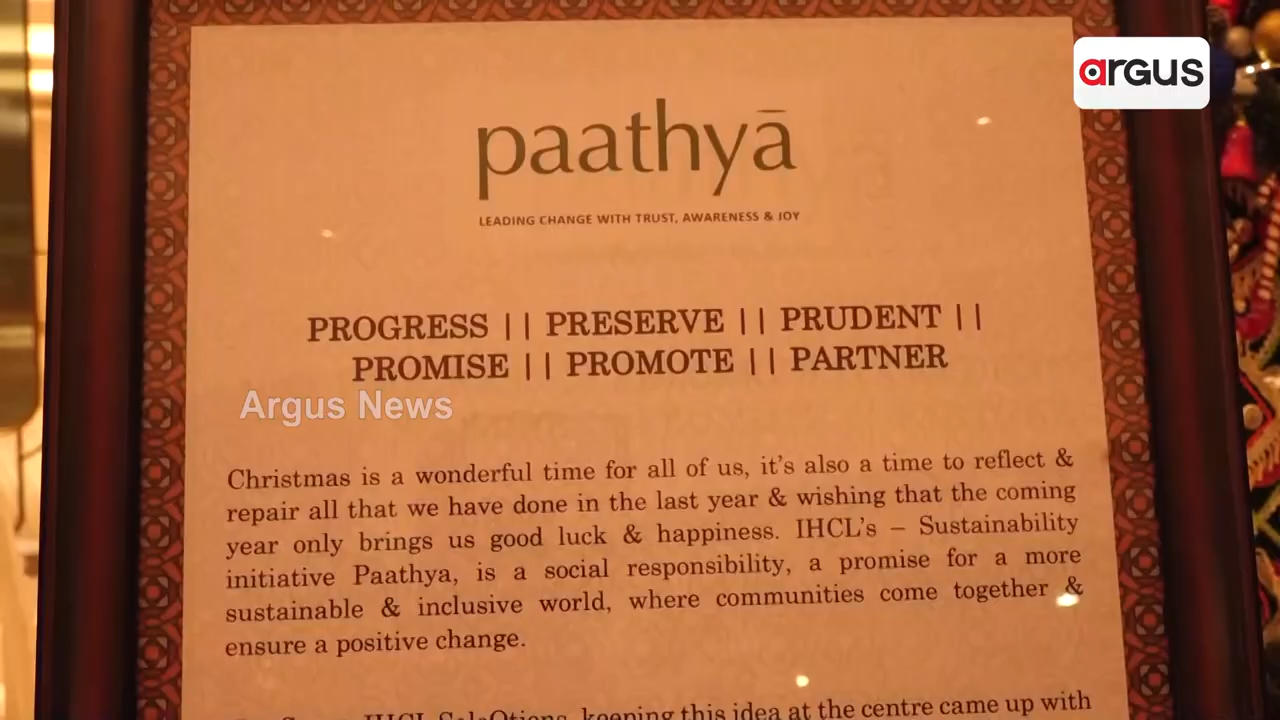 argus
paathyā
LEADING CHANGE WITH TRUST, AWARENESS & JOY
PROGRESS || PRESERVE || PRUDENT ||
PROMISE || PROMOTE || PARTNER
Argus News
Christmas is a wonderful time for all of us, it's also a time to reflect &
repair all that we have done in the last year & wishing that the coming
year only brings us good luck & happiness. IHCL's – Sustainability
initiative Paathya, is a social responsibility, a promise for a more
sustainable & inclusive world, where communities come together &
ensure a positive change.
IHCL SeleQtions, keeping this idea at the centre came up with